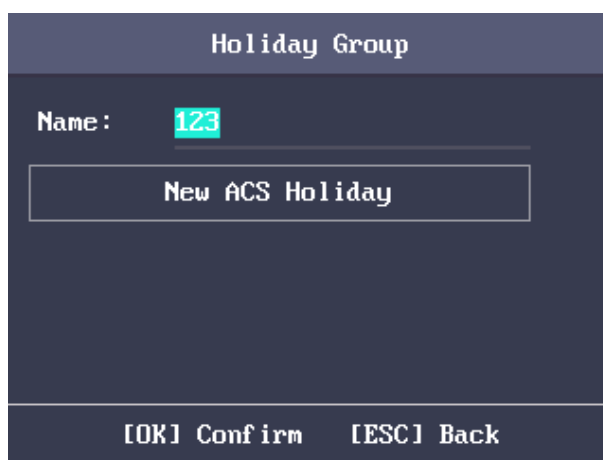 Holiday Group
Name: 123
New ACS Holiday
[OK] Confirm [ESC] Back